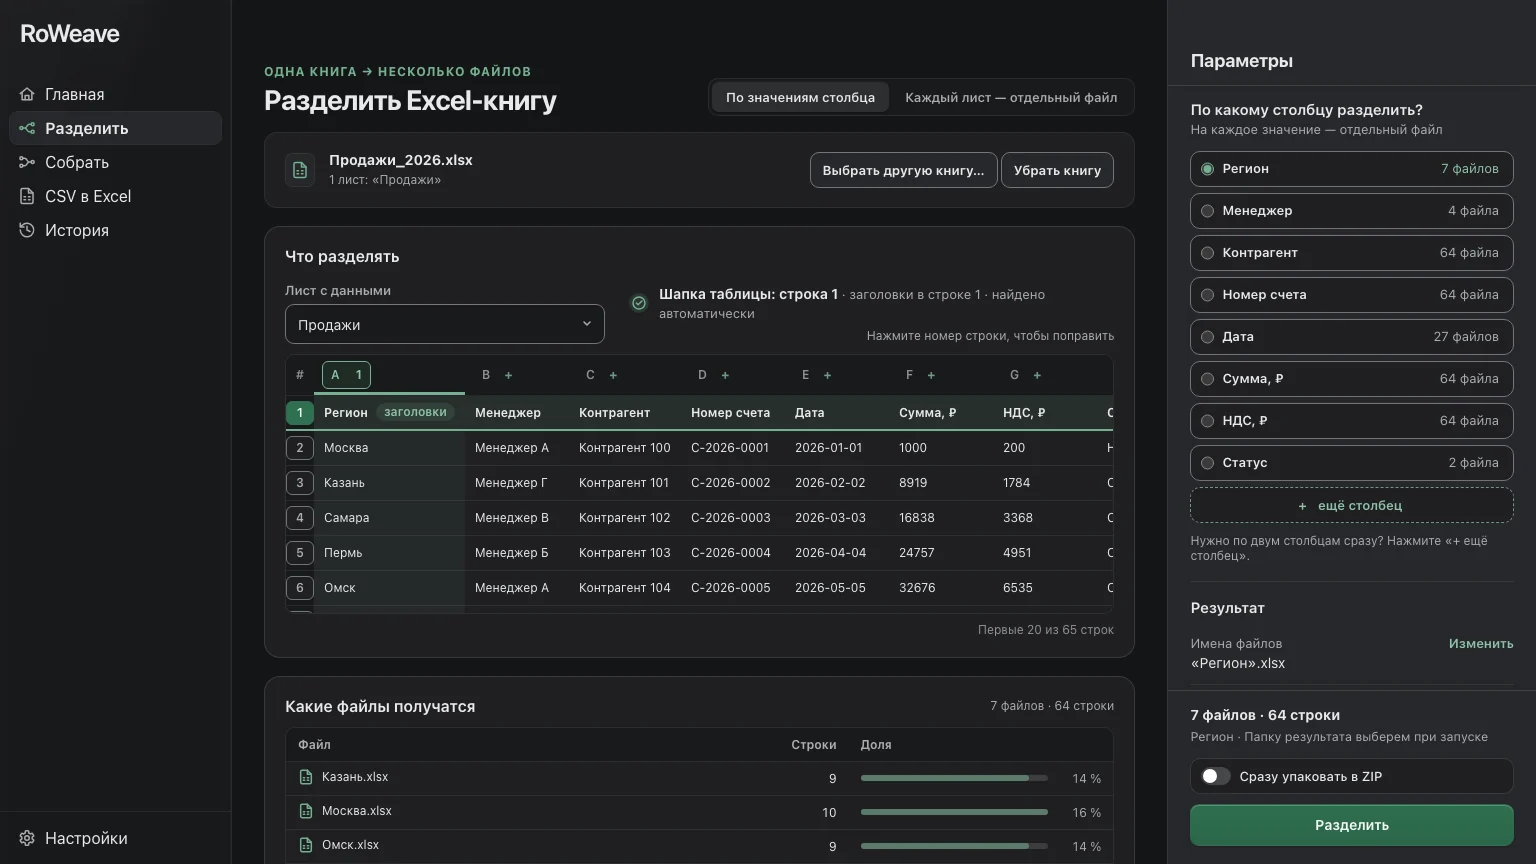 RoWeave
Главная
Разделить
Собрать
CSV в Excel
История
Настройки
ОДНА КНИГА → НЕСКОЛЬКО ФАЙЛОВ
Разделить Excel-книгу
По значениям столбца
Каждый лист — отдельный файл
Продажи_2026.xlsx
1 лист: «Продажи»
Выбрать другую книгу...
Убрать книгу
Что разделять
Лист с данными
Продажи
Шапка таблицы: строка 1 · заголовки в строке 1 · найдено
автоматически
Нажмите номер строки, чтобы поправить
# A 1 B + C + D + E + F + G +
1 Регион заголовки Менеджер Контрагент Номер счета Дата Сумма, ₽ НДС, ₽
2 Москва Менеджер А Контрагент 100 С-2026-0001 2026-01-01 1000 200
3 Казань Менеджер Г Контрагент 101 С-2026-0002 2026-02-02 8919 1784
4 Самара Менеджер В Контрагент 102 С-2026-0003 2026-03-03 16838 3368
5 Пермь Менеджер Б Контрагент 103 С-2026-0004 2026-04-04 24757 4951
6 Омск Менеджер А Контрагент 104 С-2026-0005 2026-05-05 32676 6535
Первые 20 из 65 строк
Какие файлы получатся
7 файлов · 64 строки
Файл Строки Доля
Казань.xlsx 9 14 %
Москва.xlsx 10 16 %
Омск.xlsx 9 14 %
Параметры
По какому столбцу разделить?
На каждое значение — отдельный файл
Регион 7 файлов
Менеджер 4 файла
Контрагент 64 файла
Номер счета 64 файла
Дата 27 файлов
Сумма, ₽ 64 файла
НДС, ₽ 64 файла
Статус 2 файла
+ ещё столбец
Нужно по двум столбцам сразу? Нажмите «+ ещё
столбец».
Результат
Имена файлов Изменить
«Регион».xlsx
7 файлов · 64 строки
Регион · Папку результата выберем при запуске
Сразу упаковать в ZIP
Разделить